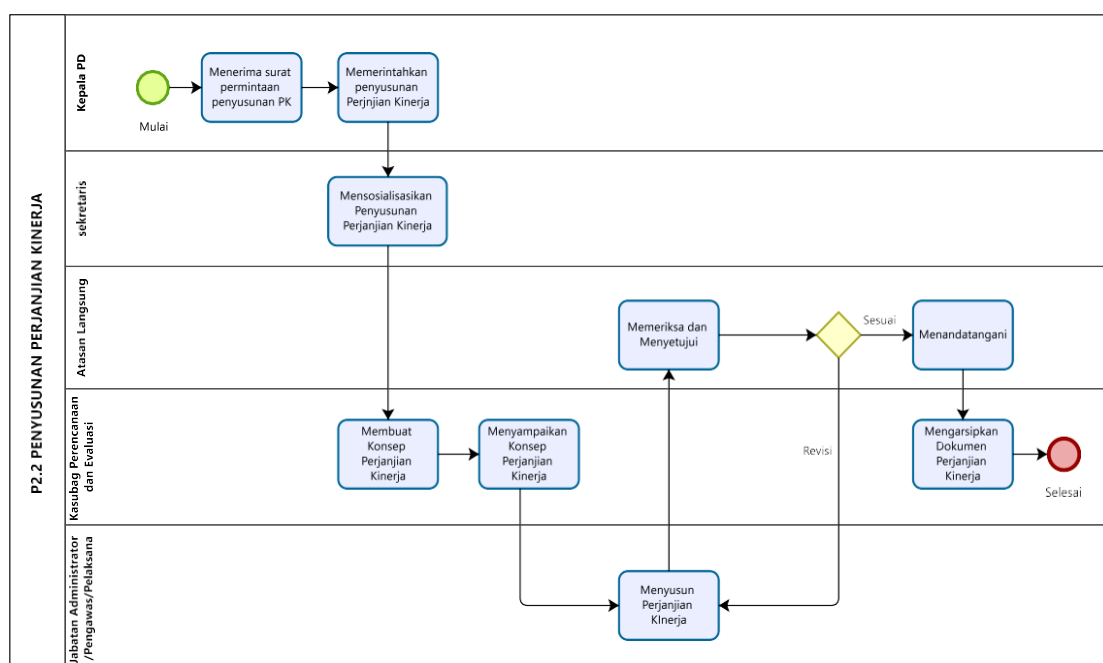 P2.2 PENYUSUNAN PERJANJIAN KINERJA
Kepala PD
Mulai
Menerima surat
permintaan
penyusunan PK
Memerintahkan
penyusunan
Perjnjian Kinerja
sekretaris
Mensosialisasikan
Penyusunan
Perjanjian Kinerja
Atasan Langsung
Memeriksa dan
Menyetujui
Sesuai
Menandatangani
Kasubag Perencanaan
dan Evaluasi
Membuat
Konsep
Perjanjian
Kinerja
Menyampaikan
Konsep
Perjanjian
Kinerja
Revisi
Mengarsipkan
Dokumen
Perjanjian
Kinerja
Selesai
Jabatan Administrator
/Pengawas/Pelaksana
Menyusun
Perjanjian
KInerja